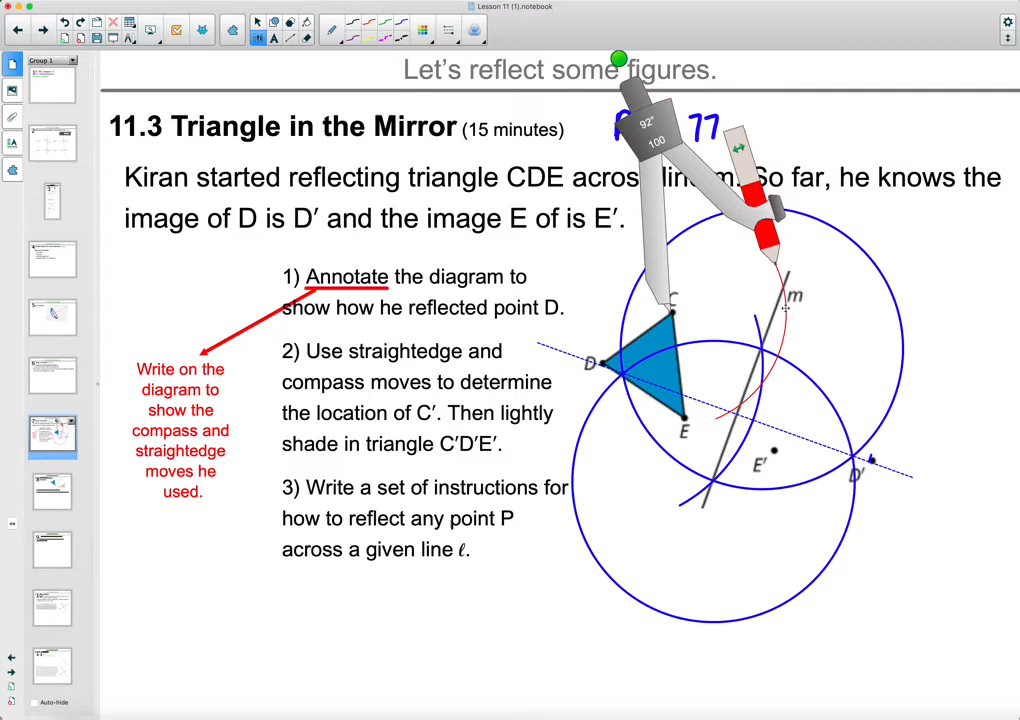 Lesson 11 (1).notebook
Group 1
Let's reflect some figures.
11.3 Triangle in the Mirror (15 minutes)
77
92°
100
Kiran started reflecting triangle CDE across line m. So far, he knows the
image of D is D′ and the image E of is E′.
1) Annotate the diagram to
show how he reflected point D.
2) Use straightedge and
compass moves to determine
the location of C′. Then lightly
shade in triangle C′D′E′.
3) Write a set of instructions for
how to reflect any point P
across a given line ℓ.
Write on the
diagram to
show the
compass and
straightedge
moves he
used.
C
m
D
E
E′
D′
Auto-hide